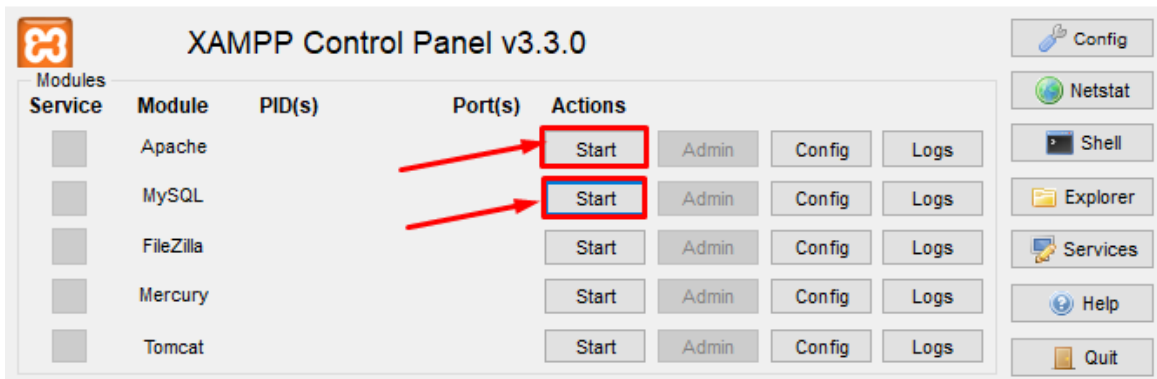 XAMPP Control Panel v3.3.0
Config
Modules
Netstat
Service Module PID(s) Port(s) Actions
Apache Start Admin Config Logs
Shell
MySQL Start Admin Config Logs
Explorer
FileZilla Start Admin Config Logs
Services
Mercury Start Admin Config Logs
Help
Tomcat Start Admin Config Logs
Quit